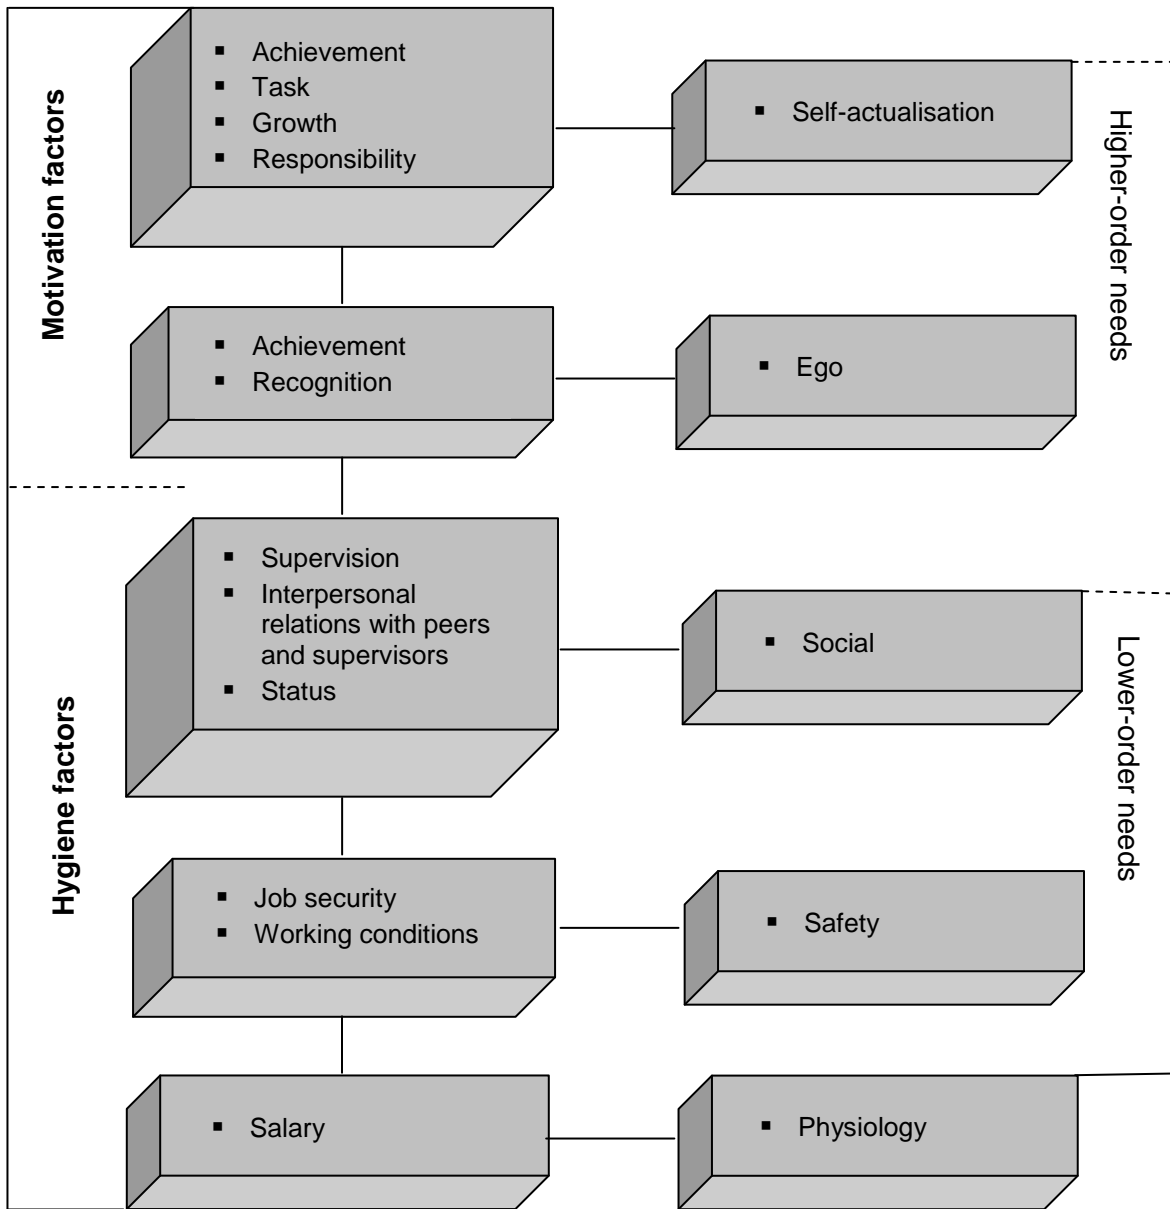 Motivation factors
▪ Achievement
▪ Task
▪ Growth
▪ Responsibility
▪ Self-actualisation
Higher-order needs
▪ Achievement
▪ Recognition
▪ Ego
Hygiene factors
▪ Supervision
▪ Interpersonal
relations with peers
and supervisors
▪ Status
▪ Social
Lower-order needs
▪ Job security
▪ Working conditions
▪ Safety
▪ Salary
▪ Physiology